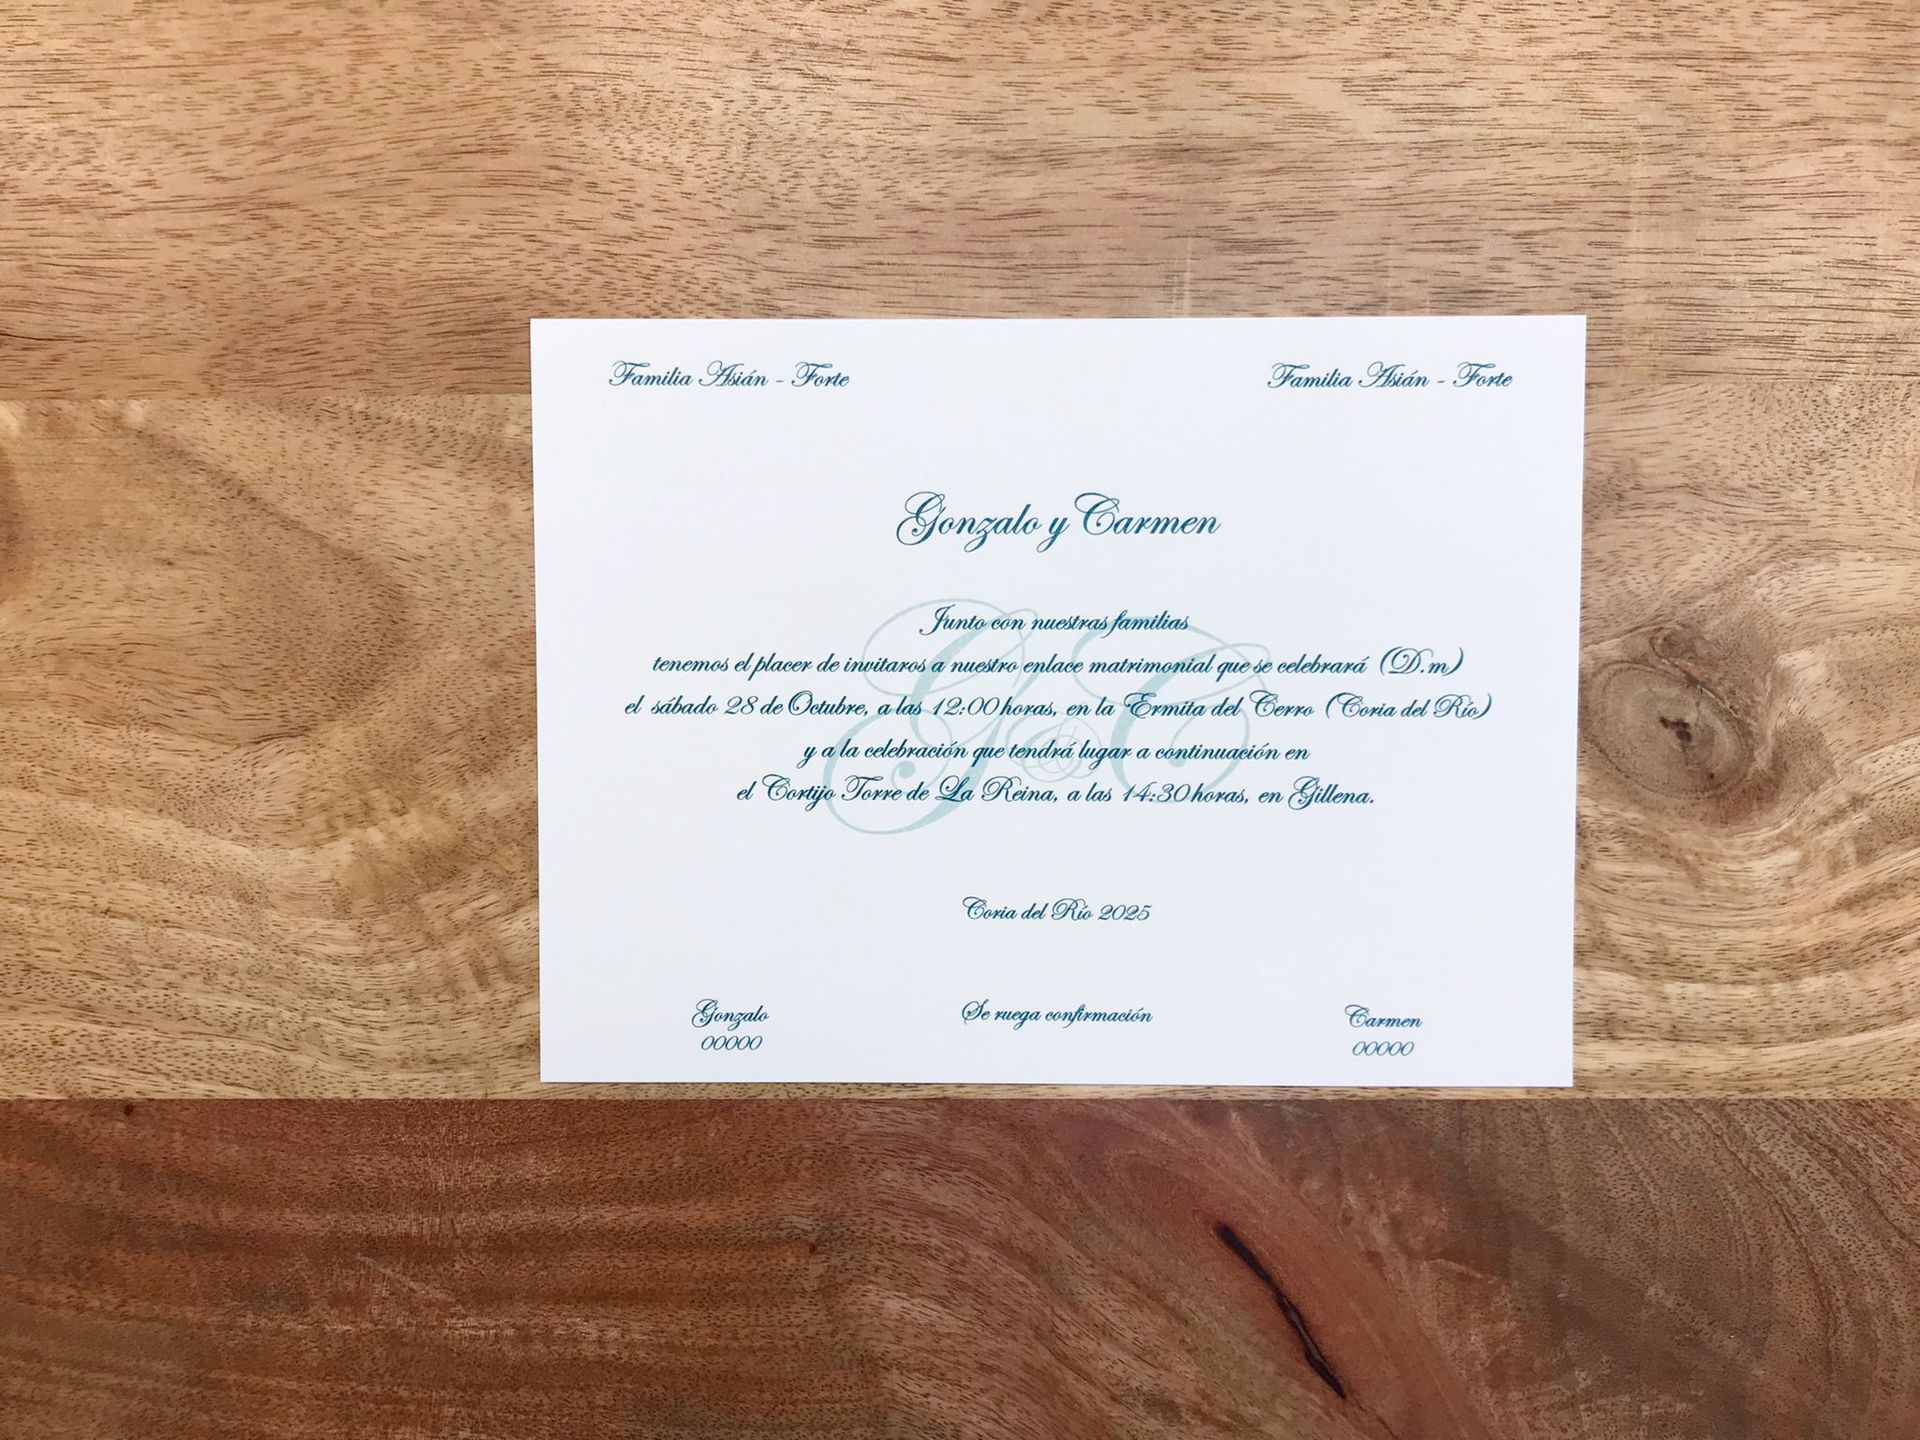 Familia Asián - Forte
Familia Asián - Forte
Gonzalo y Carmen
G&C
Junto con nuestras familias
tenemos el placer de invitaros a nuestro enlace matrimonial que se celebrará (D.m)
el sábado 28 de Octubre, a las 12:00 horas, en la Ermita del Cerro (Coria del Río)
y a la celebración que tendrá lugar a continuación en
el Cortijo Torre de La Reina, a las 14:30 horas, en Gillena.
Coria del Río 2025
Gonzalo
00000
Se ruega confirmación
Carmen
00000